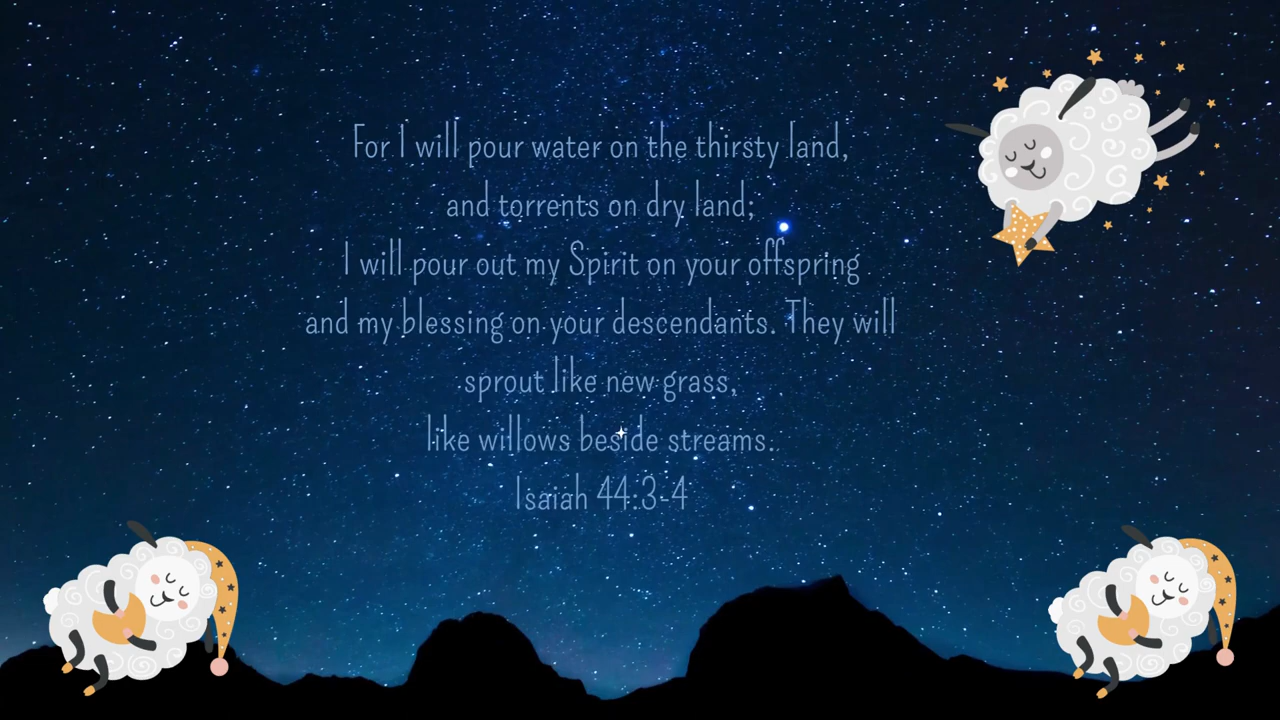 For I will pour water on the thirsty land,
and torrents on dry land;
I will pour out my Spirit on your offspring
and my blessing on your descendants. They will
sprout like new grass,
like willows beside streams.
Isaiah 44:3-4